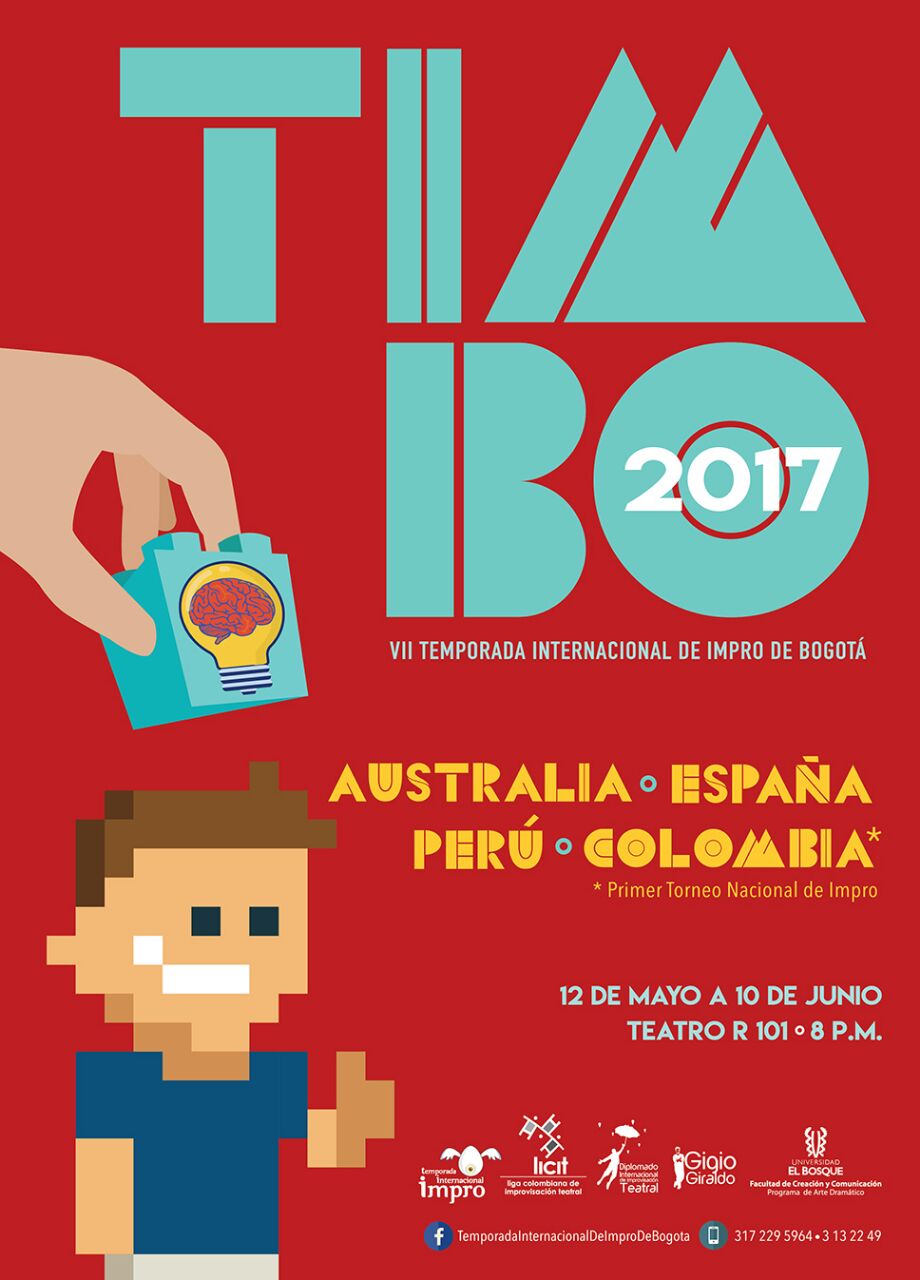 TIM
BO
2017
VII TEMPORADA INTERNACIONAL DE IMPRO DE BOGOTÁ
AUSTRALIA ESPAÑA
PERÚ COLOMBIA*
* Primer Torneo Nacional de Impro
12 DE MAYO A 10 DE JUNIO
TEATRO R 101 8 P.M.
temporada
internacional
impro
licit
liga colombiana de
improvisación teatral
Diplomado
Internacional
de Improvisación
Teatral
Gigio
Giraldo
UNIVERSIDAD
EL BOSQUE
Facultad de Creación y Comunicación
Programa de Arte Dramático
TemporadaInternacionalDeImproDeBogota
317 229 5964 • 3 13 22 49